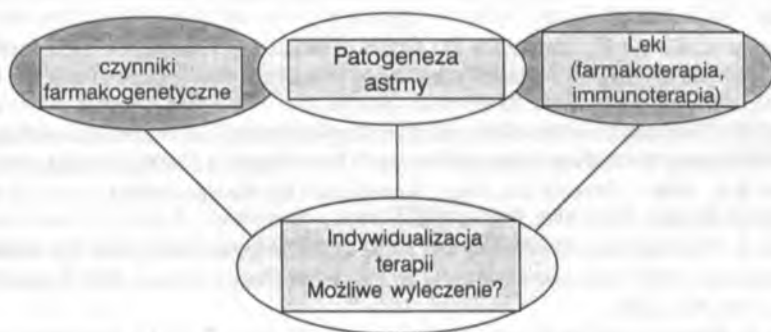 czynniki
farmakogenetyczne
Patogeneza
astmy
Leki
(farmakoterapia,
immunoterapia)
Indywidualizacja
terapii
Możliwe wyleczenie?